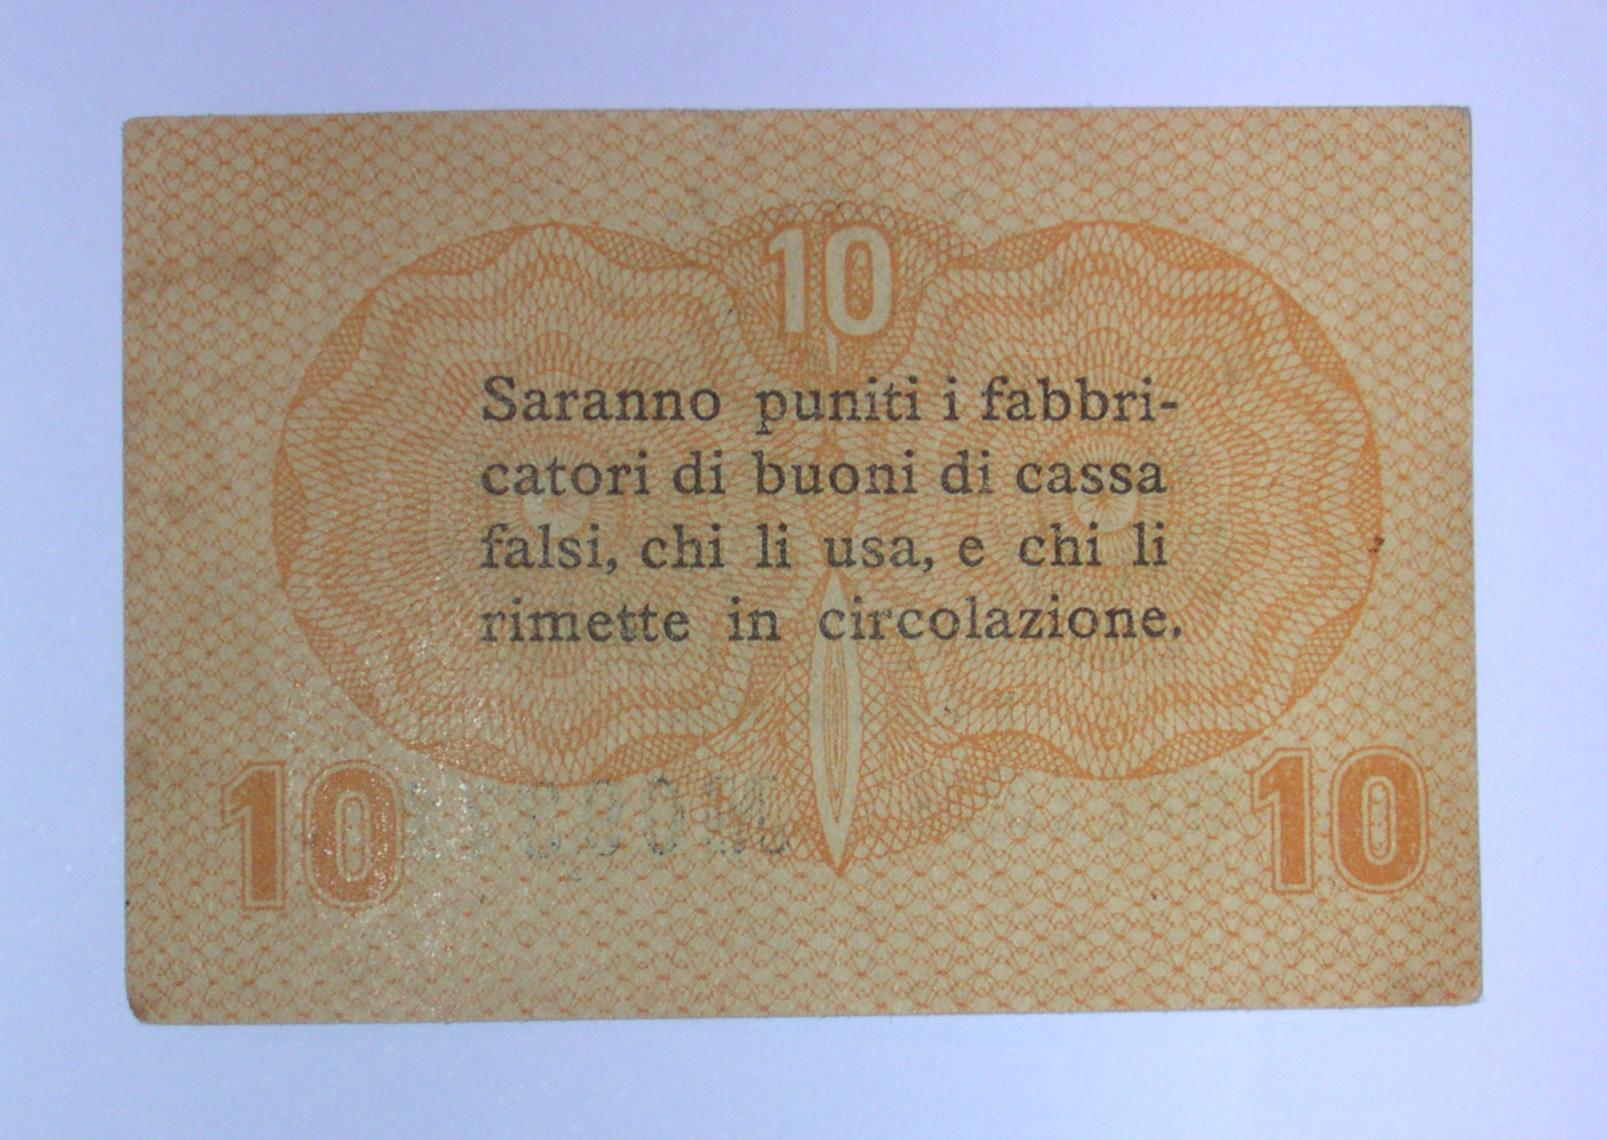 10
Saranno puniti i fabbri-
catori di buoni di cassa
falsi, chi li usa, e chi li
rimette in circolazione.
10 10